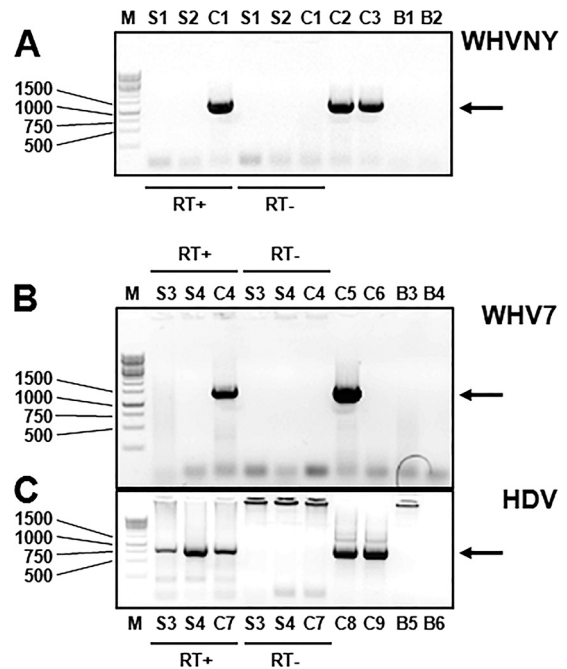 A
M S1 S2 C1 S1 S2 C1 C2 C3 B1 B2
WHVNY
1500
1000
750
500
RT+ RT-
RT+ RT-
B
M S3 S4 C4 S3 S4 C4 C5 C6 B3 B4
WHV7
1500
1000
750
500
C
HDV
1500
1000
750
500
M S3 S4 C7 S3 S4 C7 C8 C9 B5 B6
RT+ RT-